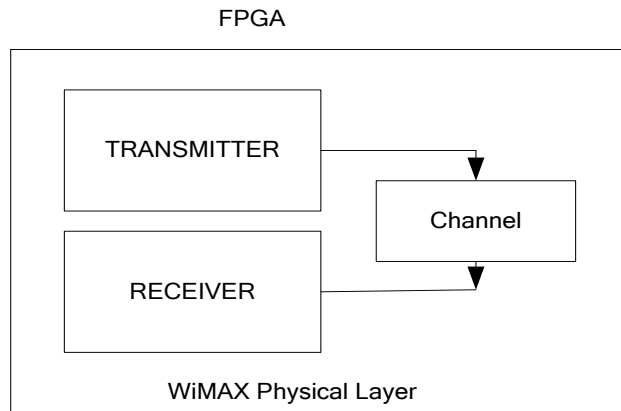 FPGA
TRANSMITTER
Channel
RECEIVER
WiMAX Physical Layer